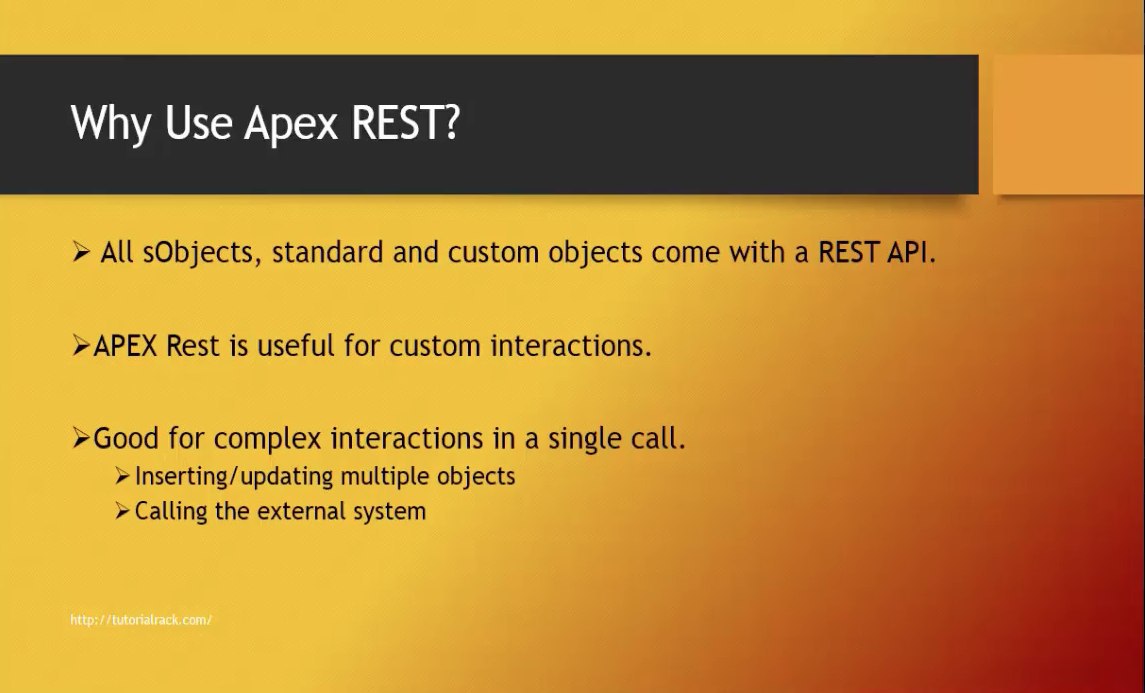 Why Use Apex REST?
➢ All sObjects, standard and custom objects come with a REST API.
➢APEX Rest is useful for custom interactions.
➢Good for complex interactions in a single call.
➢Inserting/updating multiple objects
➢Calling the external system
http://tutorialrack.com/